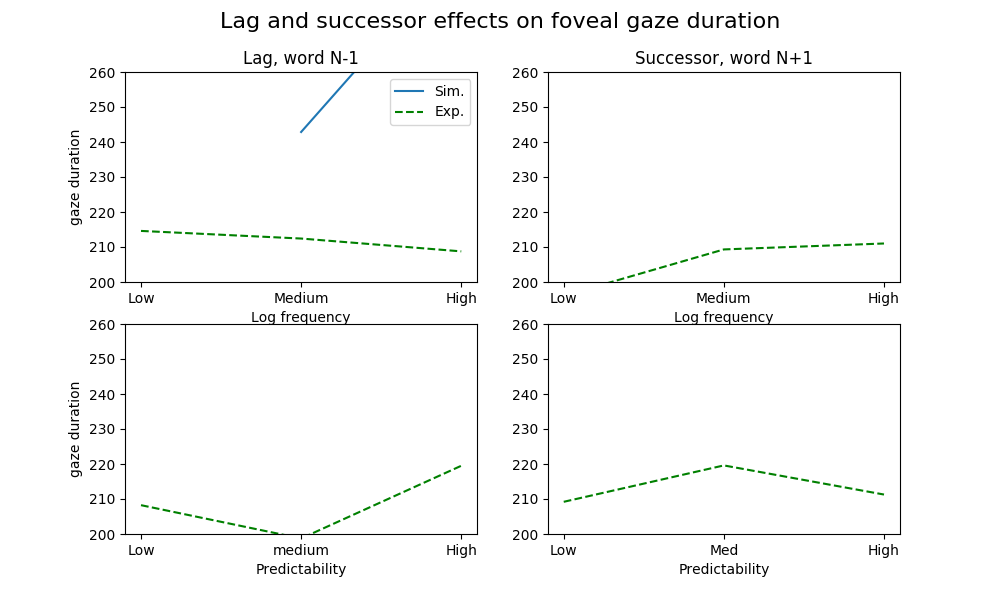 Lag and successor effects on foveal gaze duration
Lag, word N-1
260
250
240
230
220
210
200
gaze duration
Sim.
Exp.
Low
Medium
High
Log frequency
Successor, word N+1
260
250
240
230
220
210
200
Low
Medium
High
Log frequency
260
250
240
230
220
210
200
gaze duration
Low
medium
High
Predictability
260
250
240
230
220
210
200
Low
Med
High
Predictability